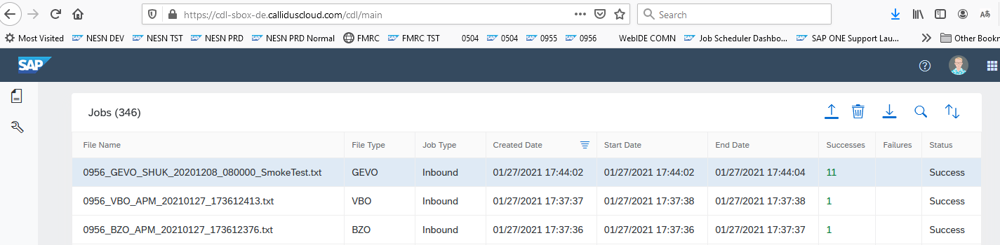 https://cdl-sbox-de.calliduscloud.com/cdl/main Search
Most Visited NESN DEV NESN TST NESN PRD NESN PRD Normal FMRC FMRC TST 0504 0504 0955 0956 WebIDE COMN Job Scheduler Dashbo... SAP ONE Support Lau... Other Bookm
SAP
Jobs (346)
File Name File Type Job Type Created Date Start Date End Date Successes Failures Status
0956_GEVO_SHUK_20201208_080000_SmokeTest.txt GEVO Inbound 01/27/2021 17:44:02 01/27/2021 17:44:02 01/27/2021 17:44:04 11 Success
0956_VBO_APM_20210127_173612413.txt VBO Inbound 01/27/2021 17:37:37 01/27/2021 17:37:38 01/27/2021 17:37:38 1 Success
0956_BZO_APM_20210127_173612376.txt BZO Inbound 01/27/2021 17:37:36 01/27/2021 17:37:36 01/27/2021 17:37:37 1 Success